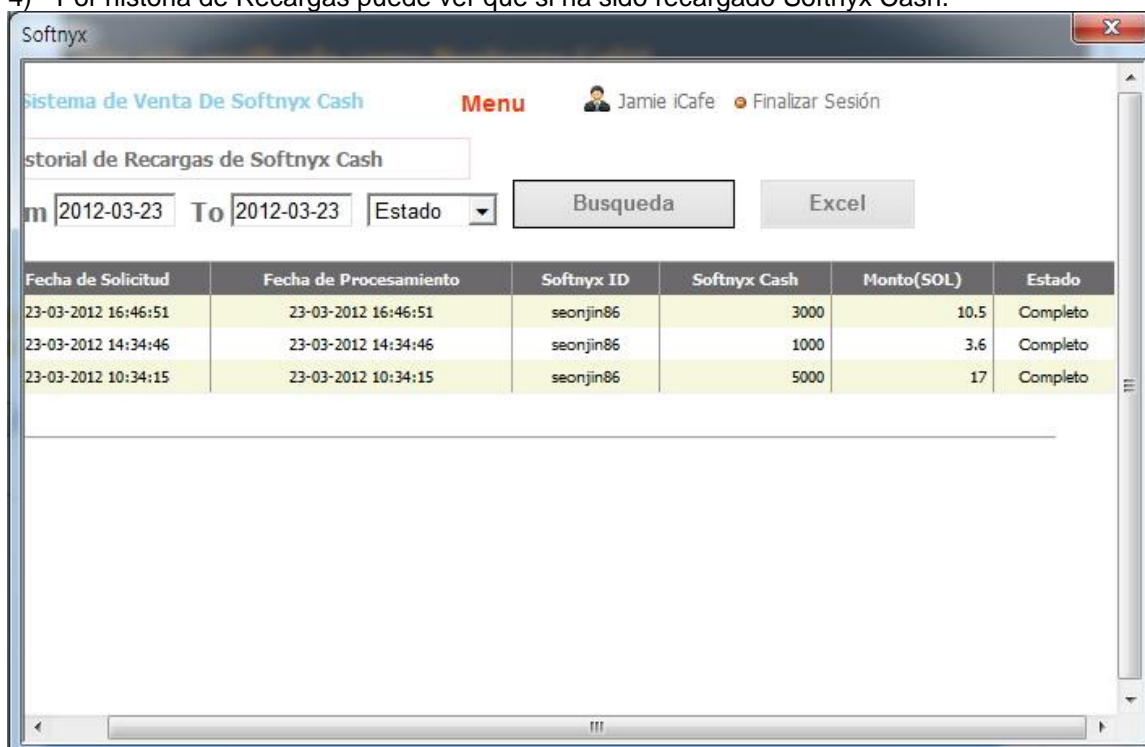 4) Por historia de Recargas puede ver que si ha sido recargado Softnyx Cash.
Softnyx
Sistema de Venta De Softnyx Cash Menu Jamie iCafe Finalizar Sesión
storial de Recargas de Softnyx Cash
m 2012-03-23 To 2012-03-23 Estado Busqueda Excel
Fecha de Solicitud Fecha de Procesamiento Softnyx ID Softnyx Cash Monto(SOL) Estado
23-03-2012 16:46:51 23-03-2012 16:46:51 seonjin86 3000 10.5 Completo
23-03-2012 14:34:46 23-03-2012 14:34:46 seonjin86 1000 3.6 Completo
23-03-2012 10:34:15 23-03-2012 10:34:15 seonjin86 5000 17 Completo